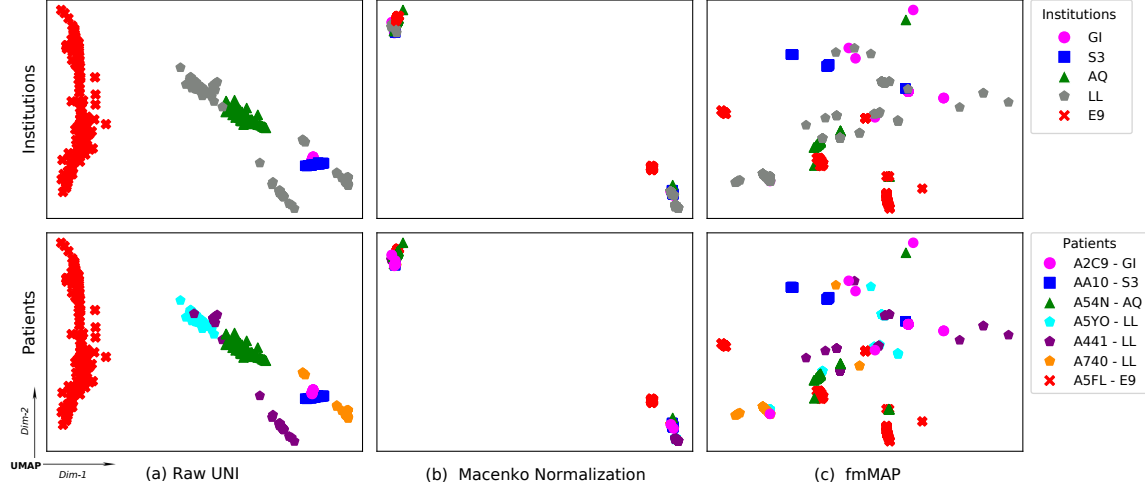 Institutions
Institutions
GI
S3
AQ
LL
E9
Patients
Patients
A2C9 - GI
AA10 - S3
A54N - AQ
A5YO - LL
A441 - LL
A740 - LL
A5FL - E9
Dim-2
UMAP
Dim-1
(a) Raw UNI
(b) Macenko Normalization
(c) fmMAP